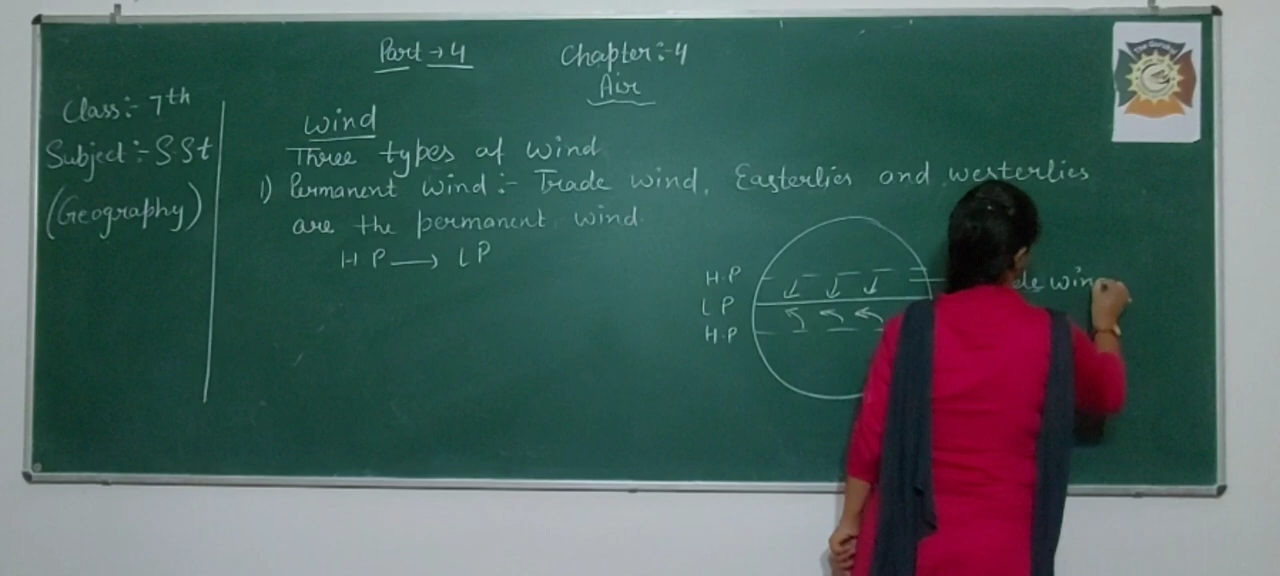 Part → 4
Chapter:- 4
Air
Class:- 7th
Subject:- SSt
(Geography)
Wind
Three types of wind
1) Permanent wind:- Trade wind, Easterlies and westerlies
are the permanent wind.
H P → L P
H.P
L P
H.P